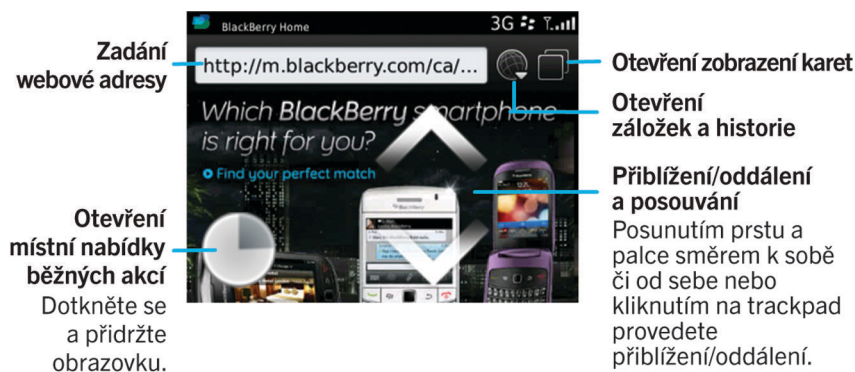 BlackBerry Home
3G
http://m.blackberry.com/ca/...
Which BlackBerry smartphone
is right for you?
Find your perfect match
Zadání
webové adresy
Otevření
místní nabídky
běžných akcí
Dotkněte se
a přidržte
obrazovku.
Otevření zobrazení karet
Otevření
záložek a historie
Přiblížení/oddálení
a posouvání
Posunutím prstu a
palce směrem k sobě
či od sebe nebo
kliknutím na trackpad
provedete
přiblížení/oddálení.